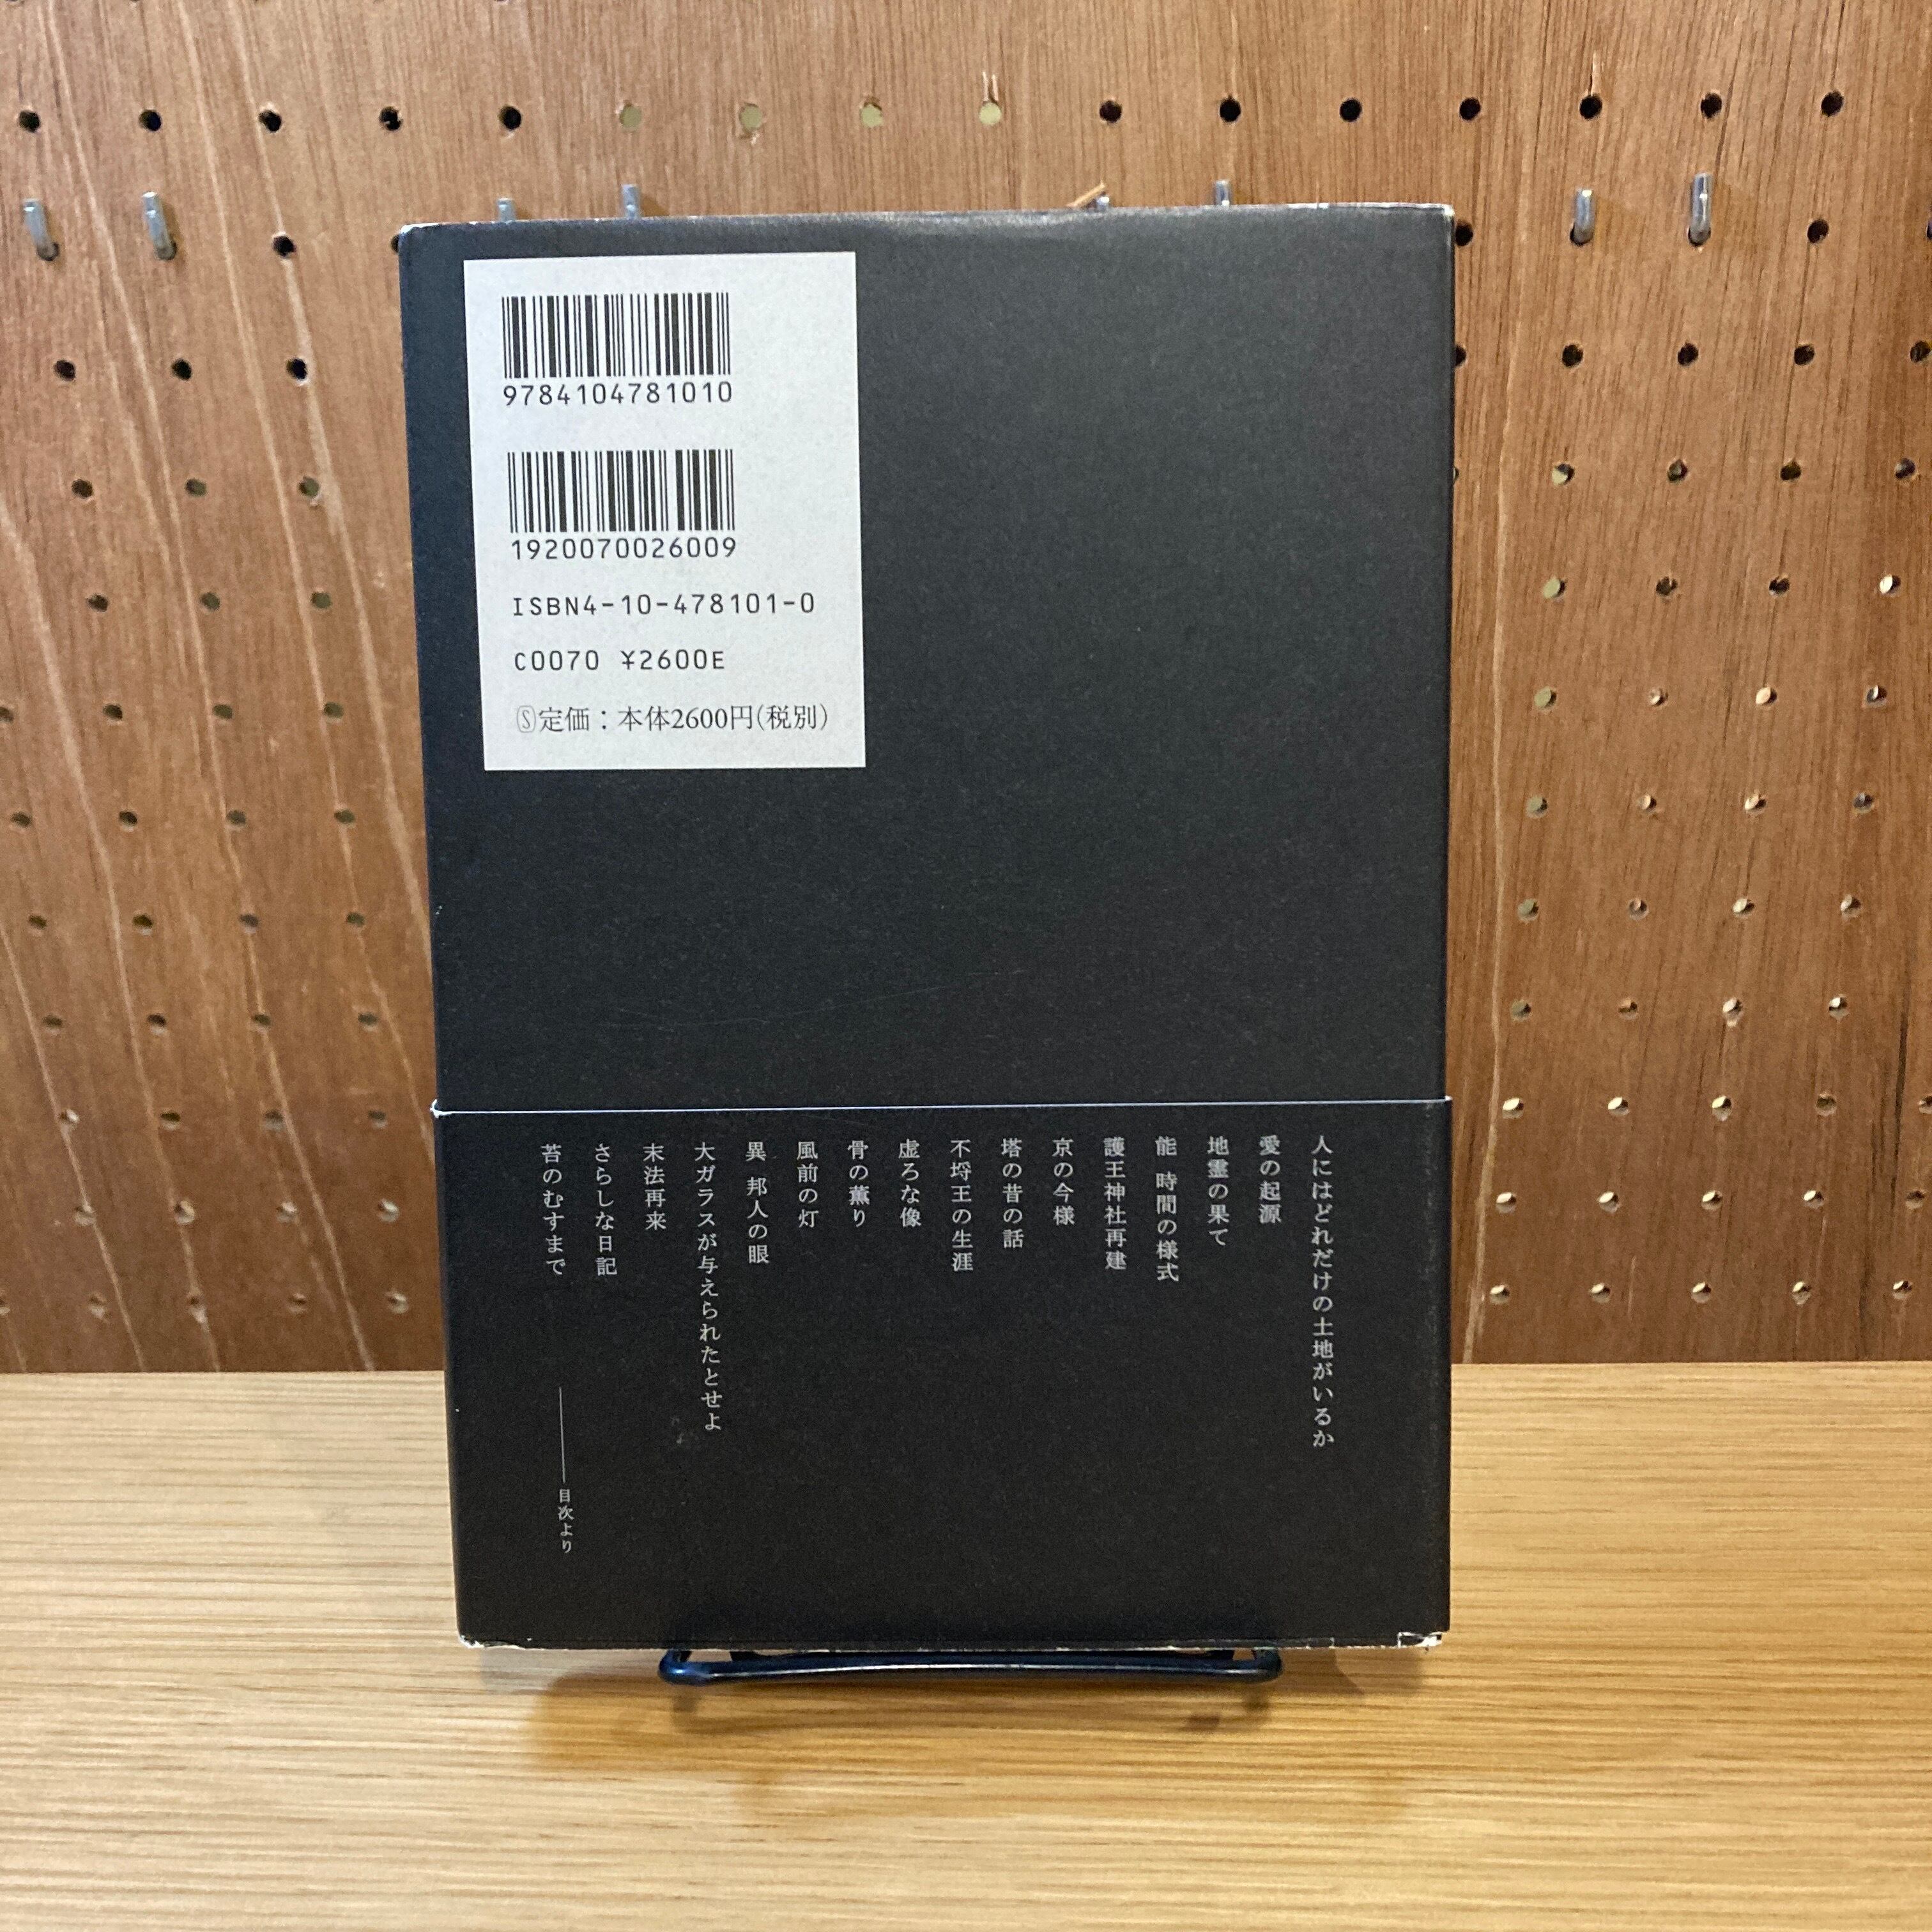 9784104781010
1920070026009
ISBN4-10-478101-0
C0070 ¥2600E
Ⓢ定価：本体2600円(税別)
人にはどれだけの土地がいるか
愛の起源
地霊の果て
能 時間の様式
護王神社再建
京の今様
塔の昔の話
不埒王の生涯
虚ろな像
骨の薫り
風前の灯
異邦人の眼
大ガラスが与えられたとせよ
末法再来
さらしな日記
苔のむすまで
――目次より